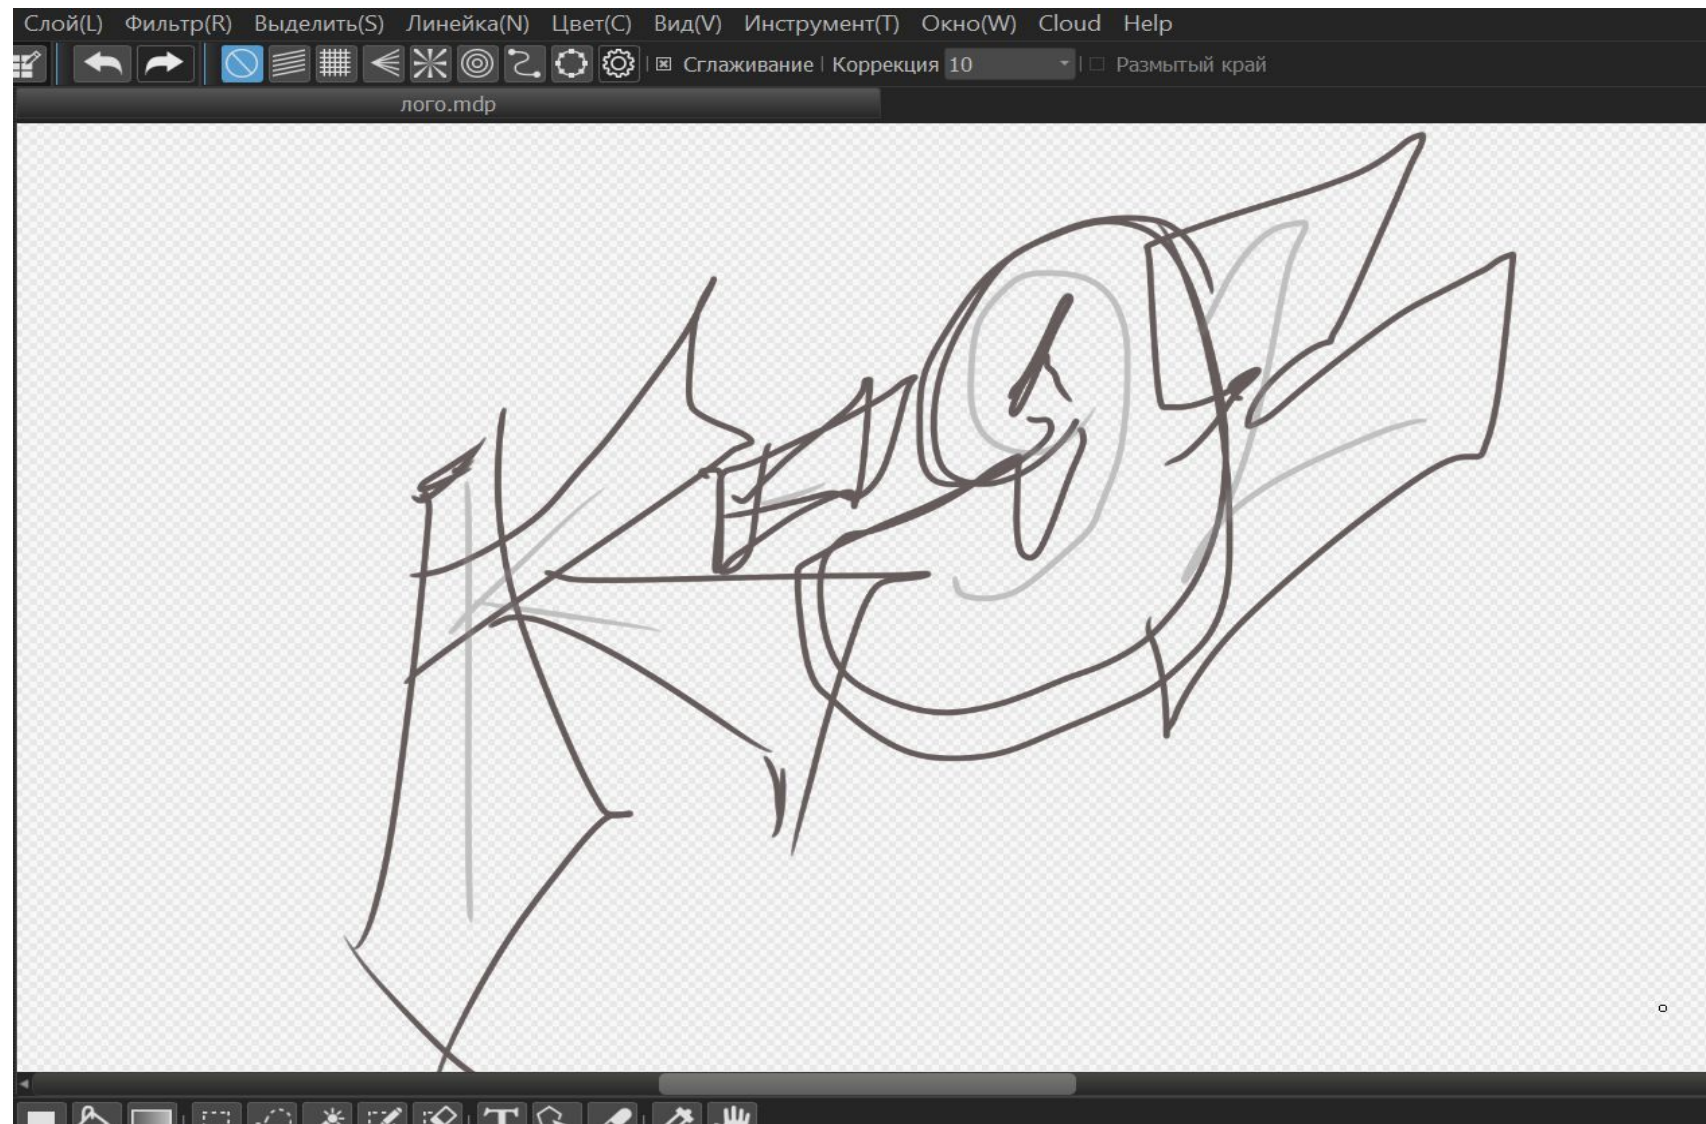 Слой(L) Фильтр(R) Выделить(S) Линейка(N) Цвет(C) Вид(V) Инструмент(T) Окно(W) Cloud Help
Сглаживание Коррекция 10 Размытый край
лого.mdp